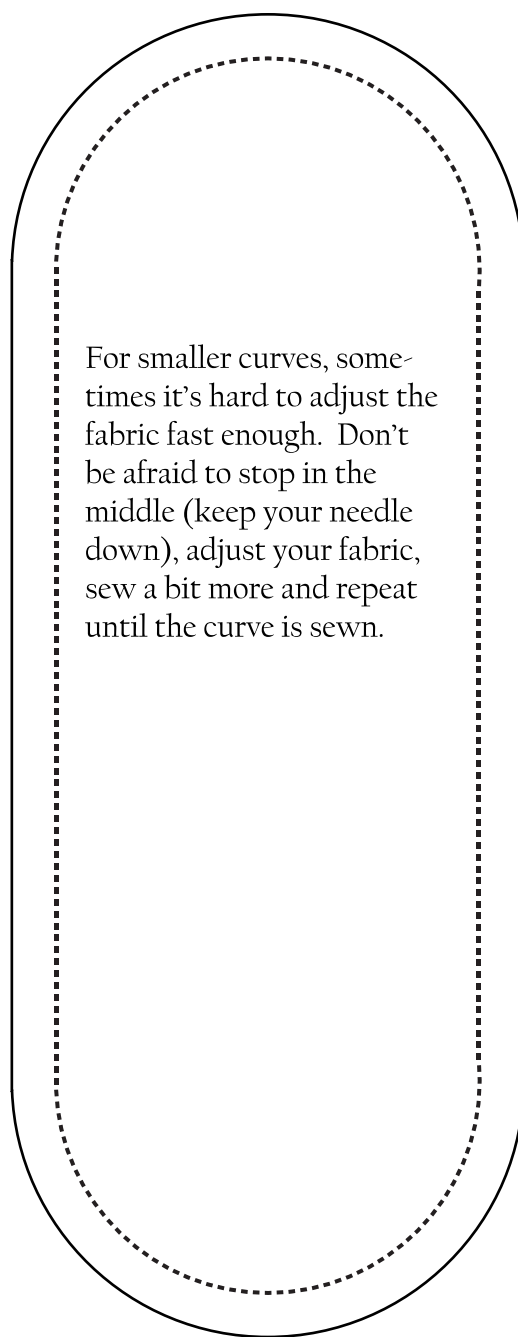 For smaller curves, some-
times it's hard to adjust the
fabric fast enough.  Don't
be afraid to stop in the
middle (keep your needle
down), adjust your fabric,
sew a bit more and repeat
until the curve is sewn.